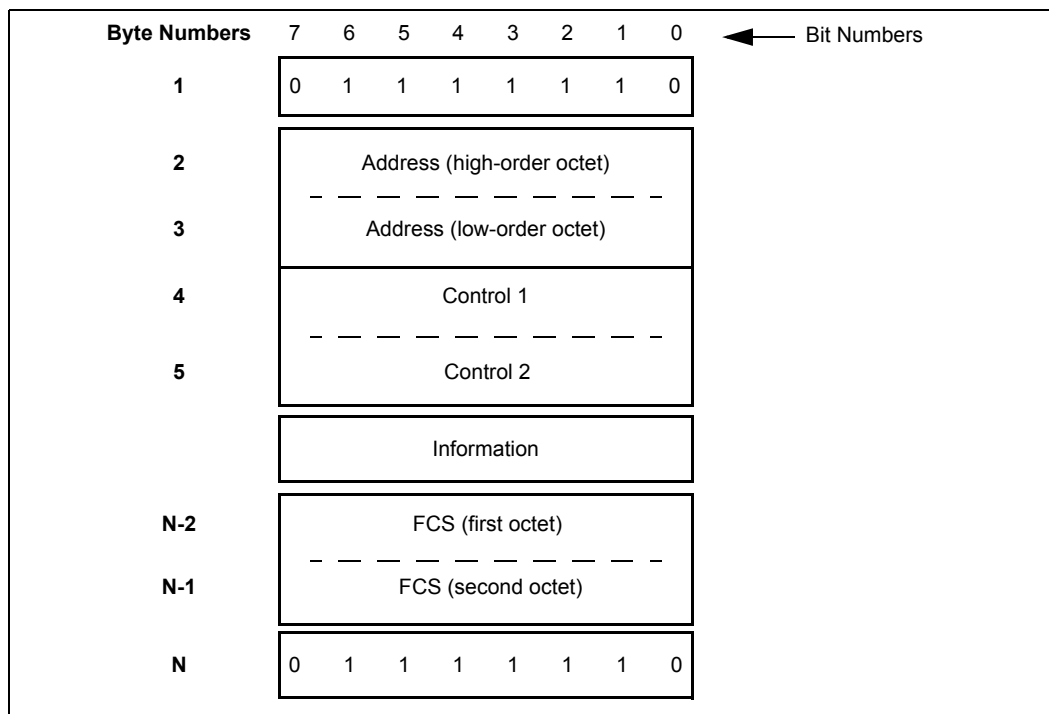 Byte Numbers 7 6 5 4 3 2 1 0 Bit Numbers
1 0 1 1 1 1 1 1 0
2 Address (high-order octet)
3 Address (low-order octet)
4 Control 1
5 Control 2
Information
N-2 FCS (first octet)
N-1 FCS (second octet)
N 0 1 1 1 1 1 1 0